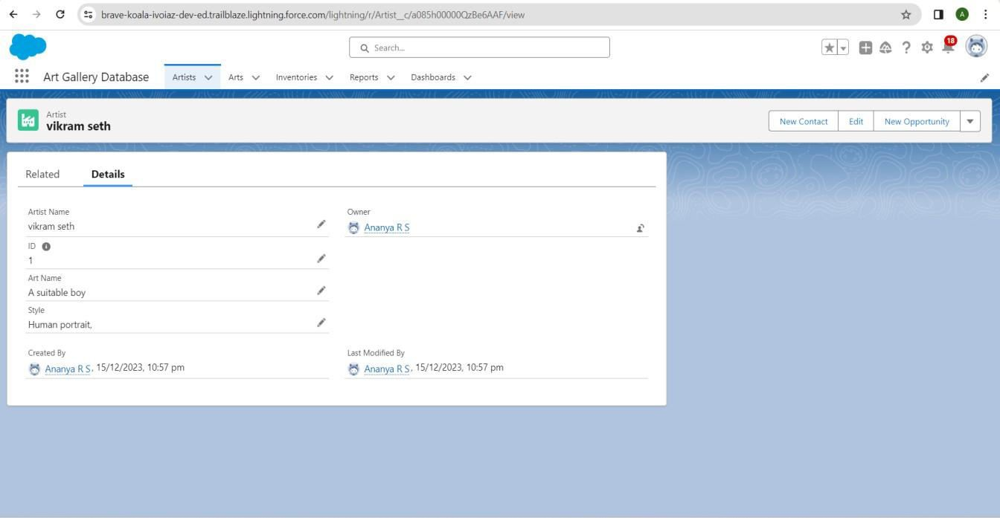 brave-koala-ivoiaz-dev-ed.trailblaze.lightning.force.com/lightning/r/Artist__c/a085h00000QzBe6AAF/view
A
Search...
18
Art Gallery Database Artists Arts Inventories Reports Dashboards
Artist
vikram seth
New Contact Edit New Opportunity
Related Details
Artist Name Owner
vikram seth Ananya R S
ID
1
Art Name
A suitable boy
Style
Human portrait,
Created By Last Modified By
Ananya R S, 15/12/2023, 10:57 pm Ananya R S, 15/12/2023, 10:57 pm